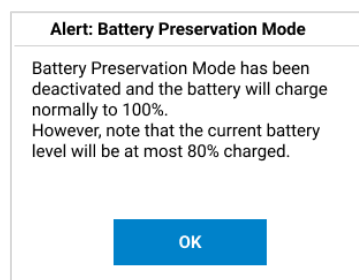 Alert: Battery Preservation Mode
Battery Preservation Mode has been
deactivated and the battery will charge
normally to 100%.
However, note that the current battery
level will be at most 80% charged.
OK